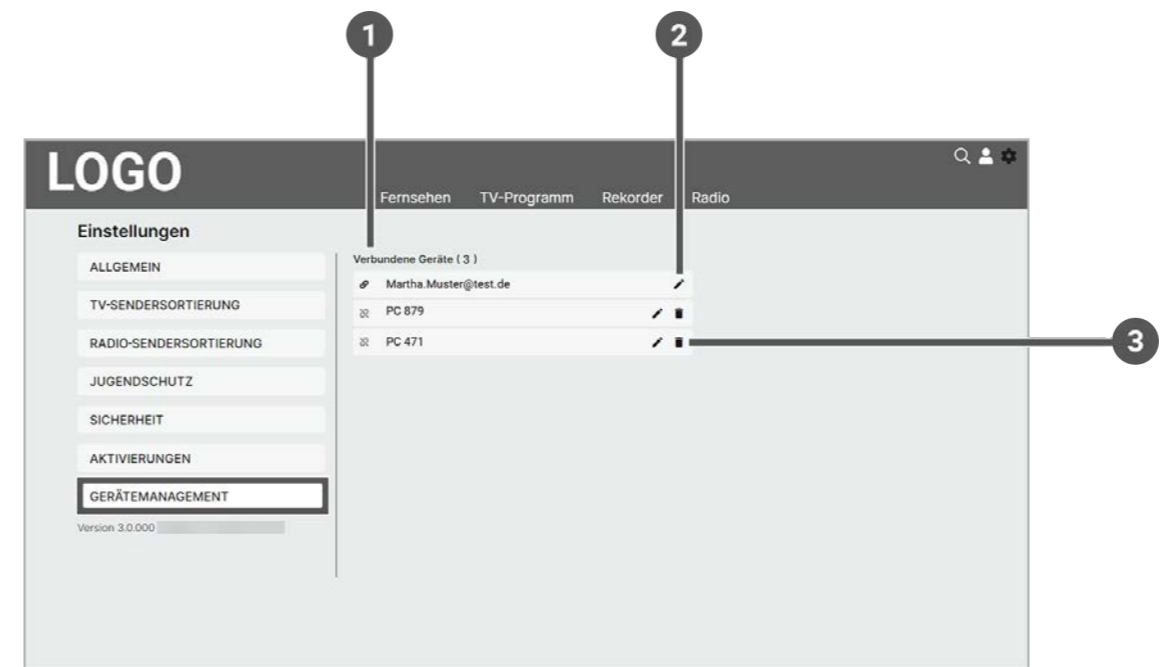 1
2
LOGO
Fernsehen TV-Programm Rekorder Radio
Einstellungen
ALLGEMEIN
TV-SENDERSORTIERUNG
RADIO-SENDERSORTIERUNG
JUGENDSCHUTZ
SICHERHEIT
AKTIVIERUNGEN
GERÄTEMANAGEMENT
Version 3.0.000
Verbundene Geräte ( 3 )
Martha.Muster@test.de
PC 879
PC 471
3